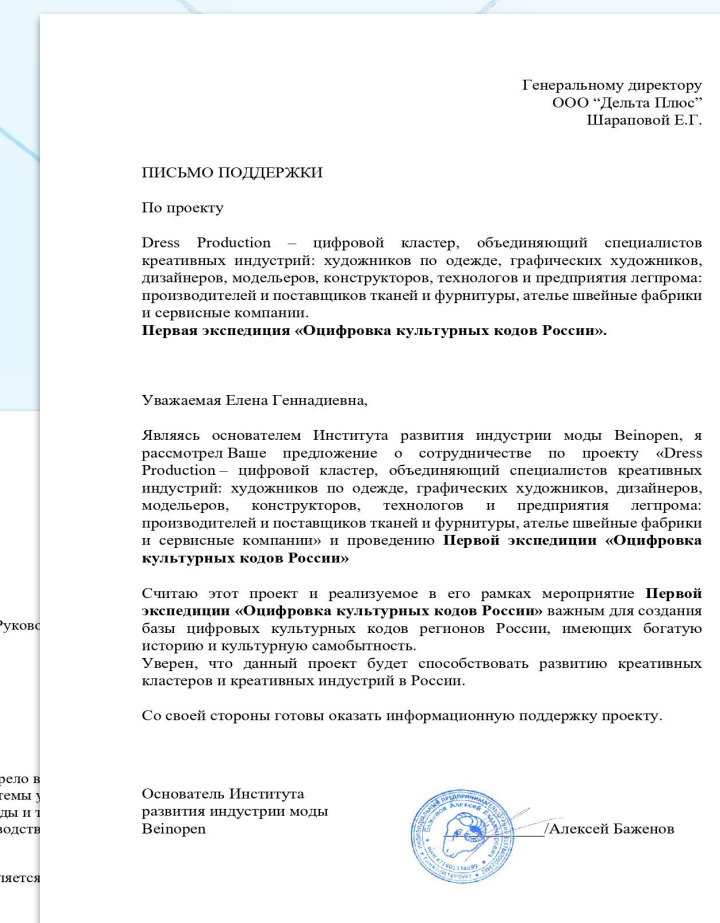 Генеральному директору
ООО “Дельта Плюс”
Шараповой Е.Г.
ПИСЬМО ПОДДЕРЖКИ
По проекту
Dress Production – цифровой кластер, объединяющий специалистов
креативных индустрий: художников по одежде, графических художников,
дизайнеров, модельеров, конструкторов, технологов и предприятия легпрома:
производителей и поставщиков тканей и фурнитуры, ателье швейные фабрики
и сервисные компании.
Первая экспедиция «Оцифровка культурных кодов России».
Уважаемая Елена Геннадиевна,
Являясь основателем Института развития индустрии моды Beinopen, я
рассмотрел Ваше предложение о сотрудничестве по проекту «Dress
Production – цифровой кластер, объединяющий специалистов креативных
индустрий: художников по одежде, графических художников, дизайнеров,
модельеров, конструкторов, технологов и предприятия легпрома:
производителей и поставщиков тканей и фурнитуры, ателье швейные фабрики
и сервисные компании» и проведению Первой экспедиции «Оцифровка
культурных кодов России»
Считаю этот проект и реализуемое в его рамках мероприятие Первой
экспедиции «Оцифровка культурных кодов России» важным для создания
базы цифровых культурных кодов регионов России, имеющих богатую
историю и культурную самобытность.
Уверен, что данный проект будет способствовать развитию креативных
кластеров и креативных индустрий в России.
Со своей стороны готовы оказать информационную поддержку проекту.
Основатель Института
развития индустрии моды
Beinopen /Алексей Баженов